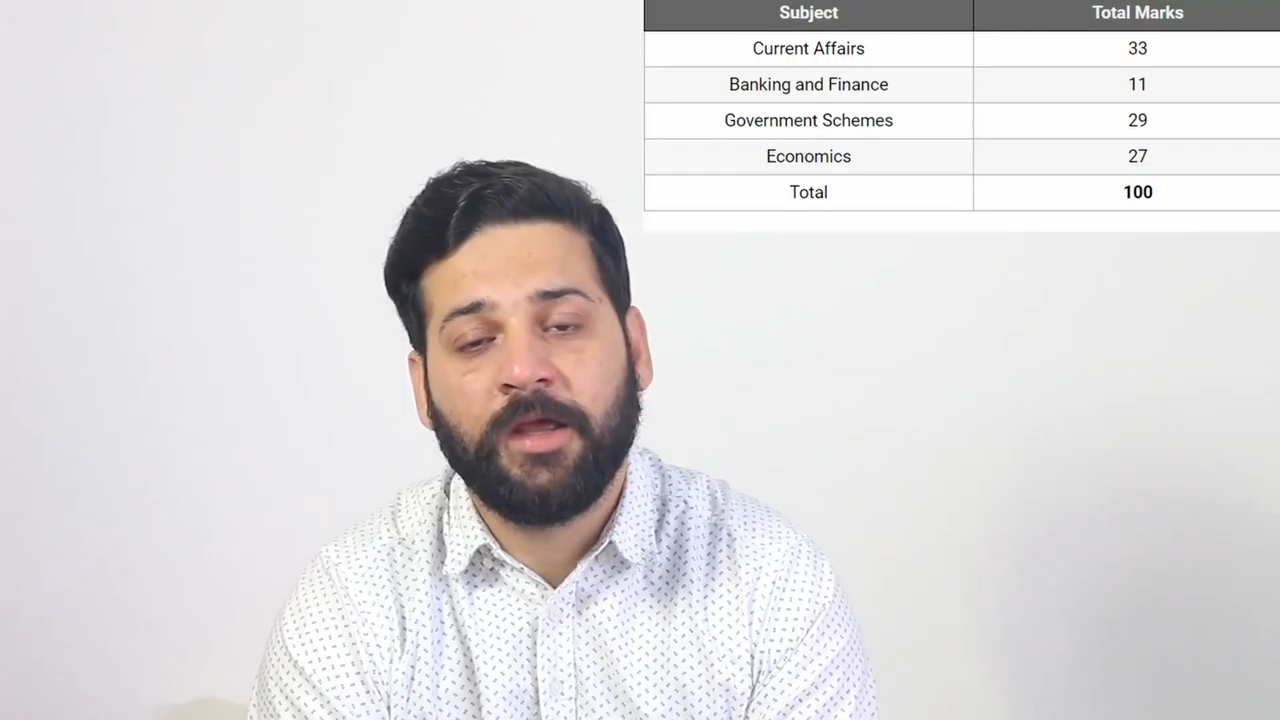 Subject Total Marks
Current Affairs 33
Banking and Finance 11
Government Schemes 29
Economics 27
Total 100